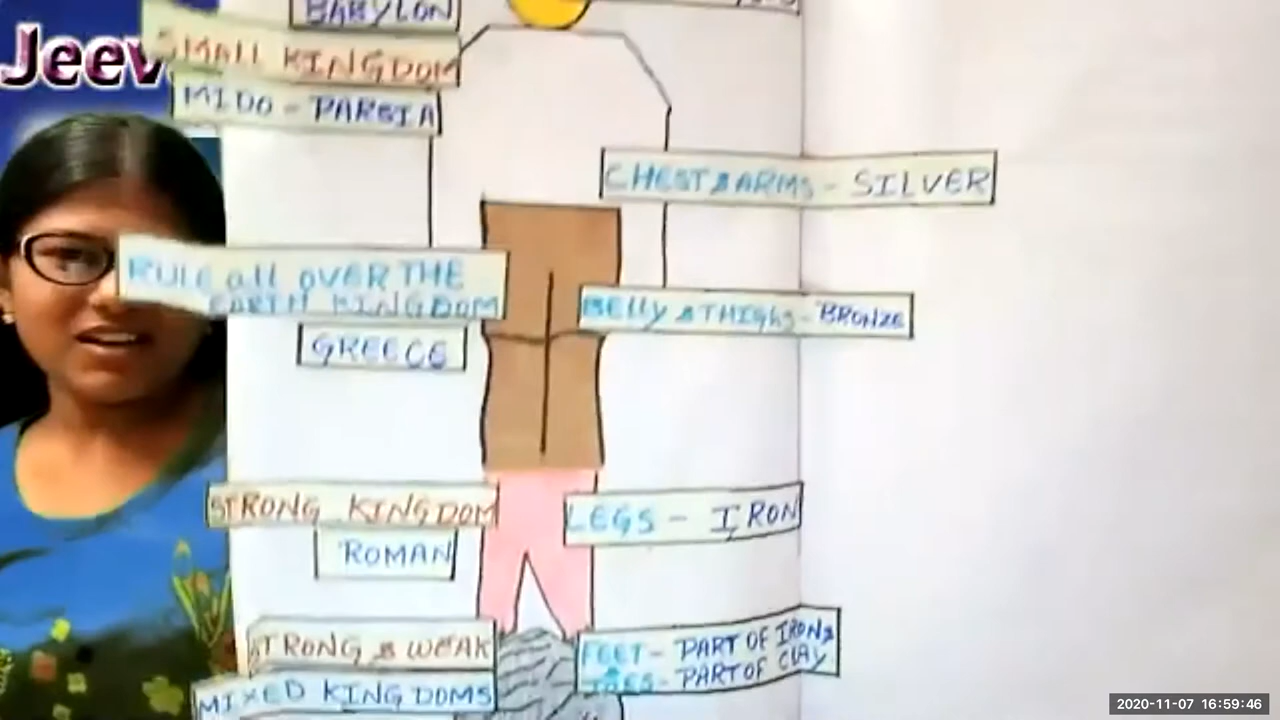 BABYLON
SMALL KINGDOM
MIDO - PARSIA
Jeev
CHEST & ARMS - SILVER
RULE all OVER THE
EARTH KINGDOM
BELLY & THIGHS - BRONZE
GREECE
STRONG KINGDOM
LEGS - IRON
ROMAN
STRONG & WEAK
FEET - PART OF IRON &
TOES - PART OF CLAY
MIXED KINGDOMS
2020-11-07 16:59:46